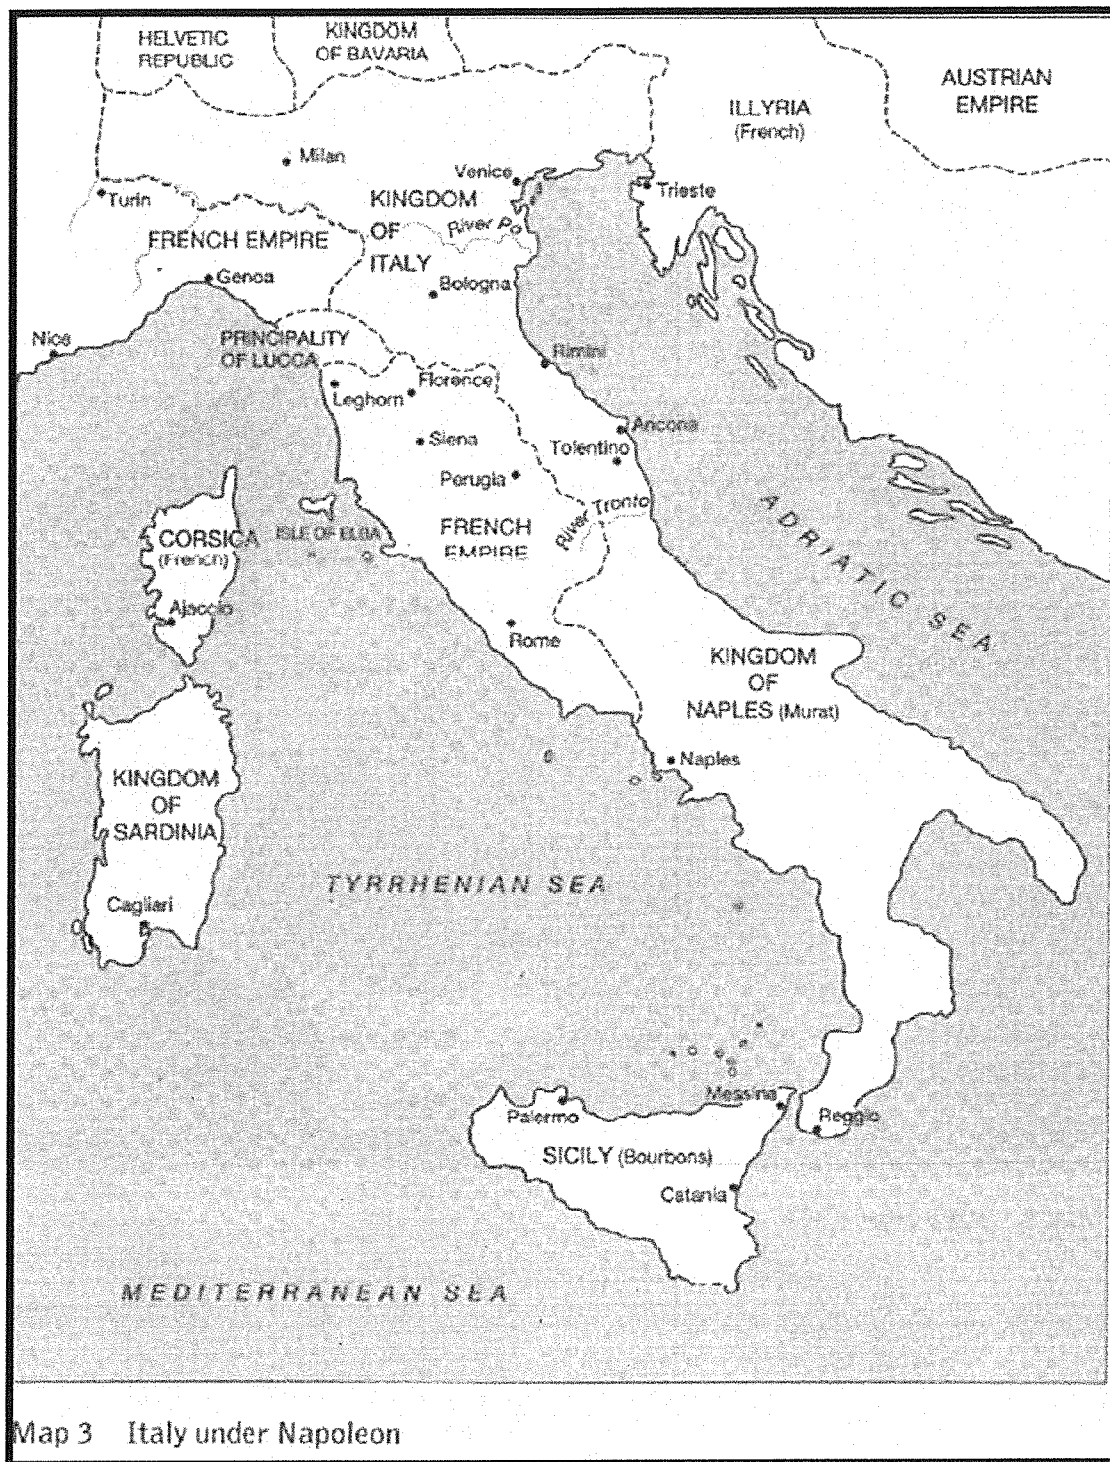 HELVETIC
REPUBLIC
KINGDOM
OF BAVARIA
AUSTRIAN
EMPIRE
ILLYRIA
(French)
Milan
Venice
Trieste
Turin
KINGDOM
OF
ITALY
River Po
FRENCH EMPIRE
Genoa
Bologna
Nice
PRINCIPALITY
OF LUCCA
Rimini
Florence
Leghorn
Ancona
Siena
Tolentino
Perugia
River Tronto
ADRIATIC SEA
CORSICA
(French)
ISLE OF ELBA
FRENCH
EMPIRE
Ajaccio
Rome
KINGDOM
OF
NAPLES (Murat)
Naples
KINGDOM
OF
SARDINIA
TYRRHENIAN SEA
Cagliari
Messina
Palermo
Reggio
SICILY (Bourbons)
Catania
MEDITERRANEAN SEA
Map 3 Italy under Napoleon